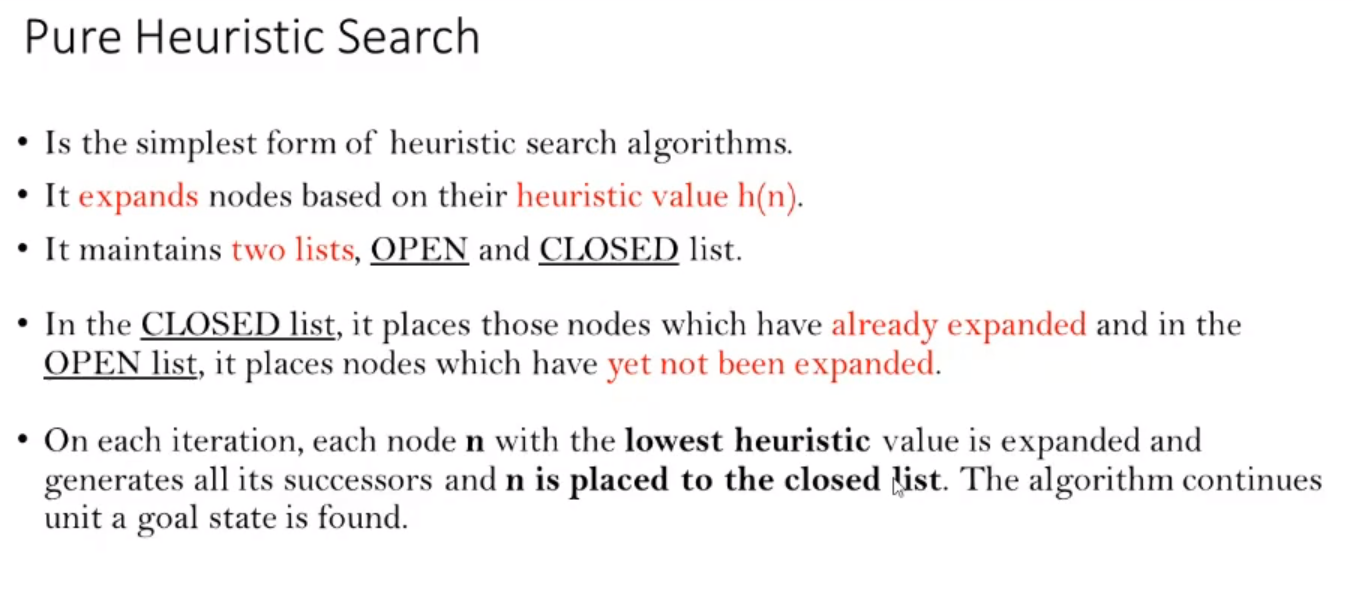 Pure Heuristic Search
• Is the simplest form of heuristic search algorithms.
• It expands nodes based on their heuristic value h(n).
• It maintains two lists, OPEN and CLOSED list.
• In the CLOSED list, it places those nodes which have already expanded and in the
OPEN list, it places nodes which have yet not been expanded.
• On each iteration, each node n with the lowest heuristic value is expanded and
generates all its successors and n is placed to the closed list. The algorithm continues
unit a goal state is found.